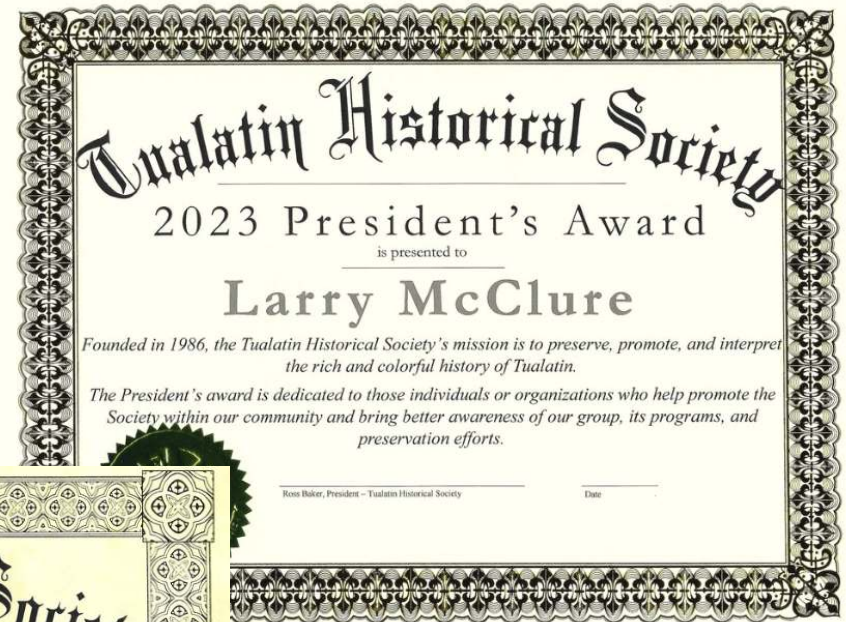 Tualatin Historical Society
2023 President's Award
is presented to
Larry McClure
Founded in 1986, the Tualatin Historical Society's mission is to preserve, promote, and interpret
the rich and colorful history of Tualatin.
The President's award is dedicated to those individuals or organizations who help promote the
Society within our community and bring better awareness of our group, its programs, and
preservation efforts.
Ross Baker, President – Tualatin Historical Society
Date